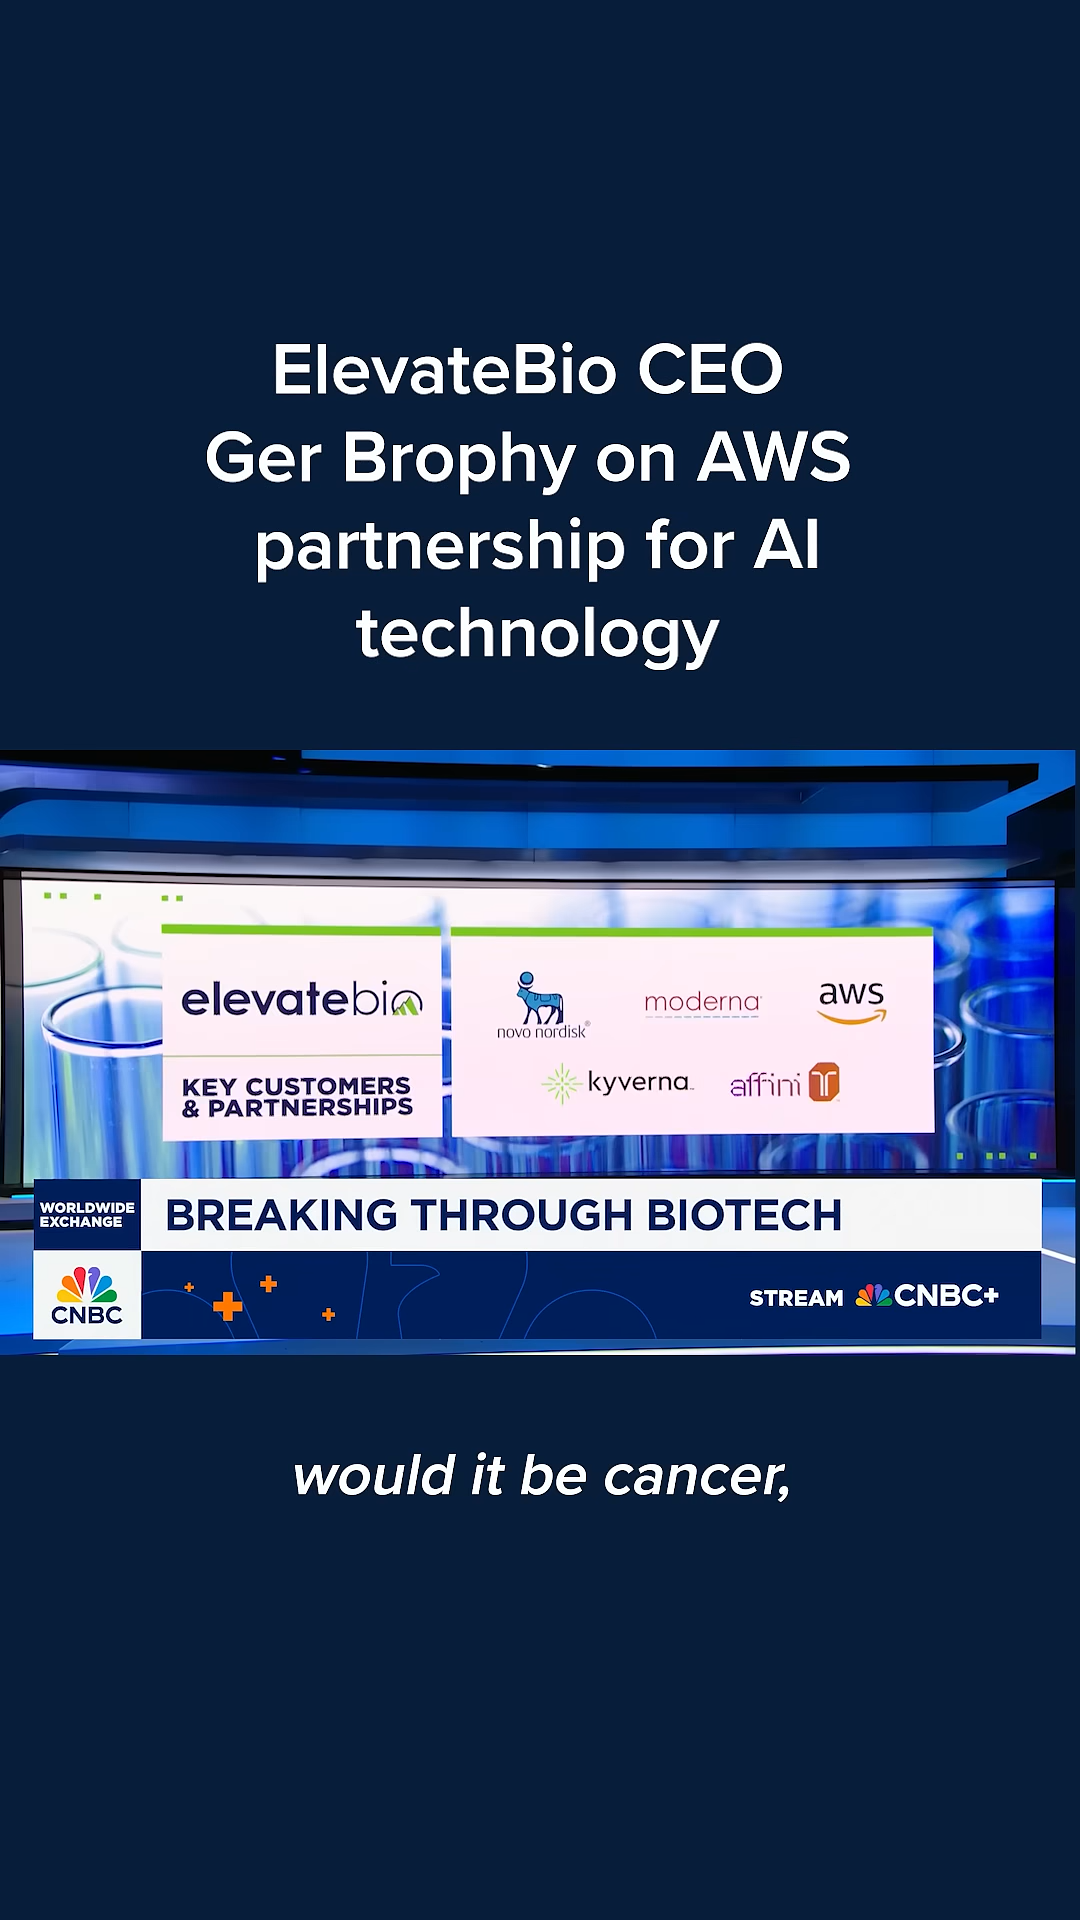 ElevateBio CEO
Ger Brophy on AWS
partnership for AI
technology
elevatebio
KEY CUSTOMERS
& PARTNERSHIPS
novo nordisk®
moderna
aws
kyverna
affini T
WORLDWIDE
EXCHANGE
BREAKING THROUGH BIOTECH
CNBC
STREAM CNBC+
would it be cancer,